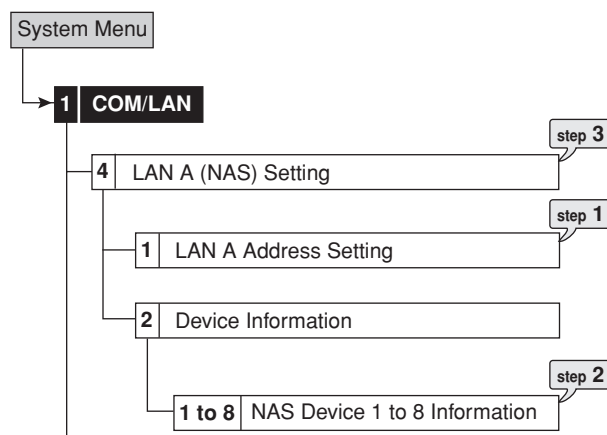 System Menu
1 COM/LAN
step 3
4 LAN A (NAS) Setting
step 1
1 LAN A Address Setting
2 Device Information
step 2
1 to 8 NAS Device 1 to 8 Information